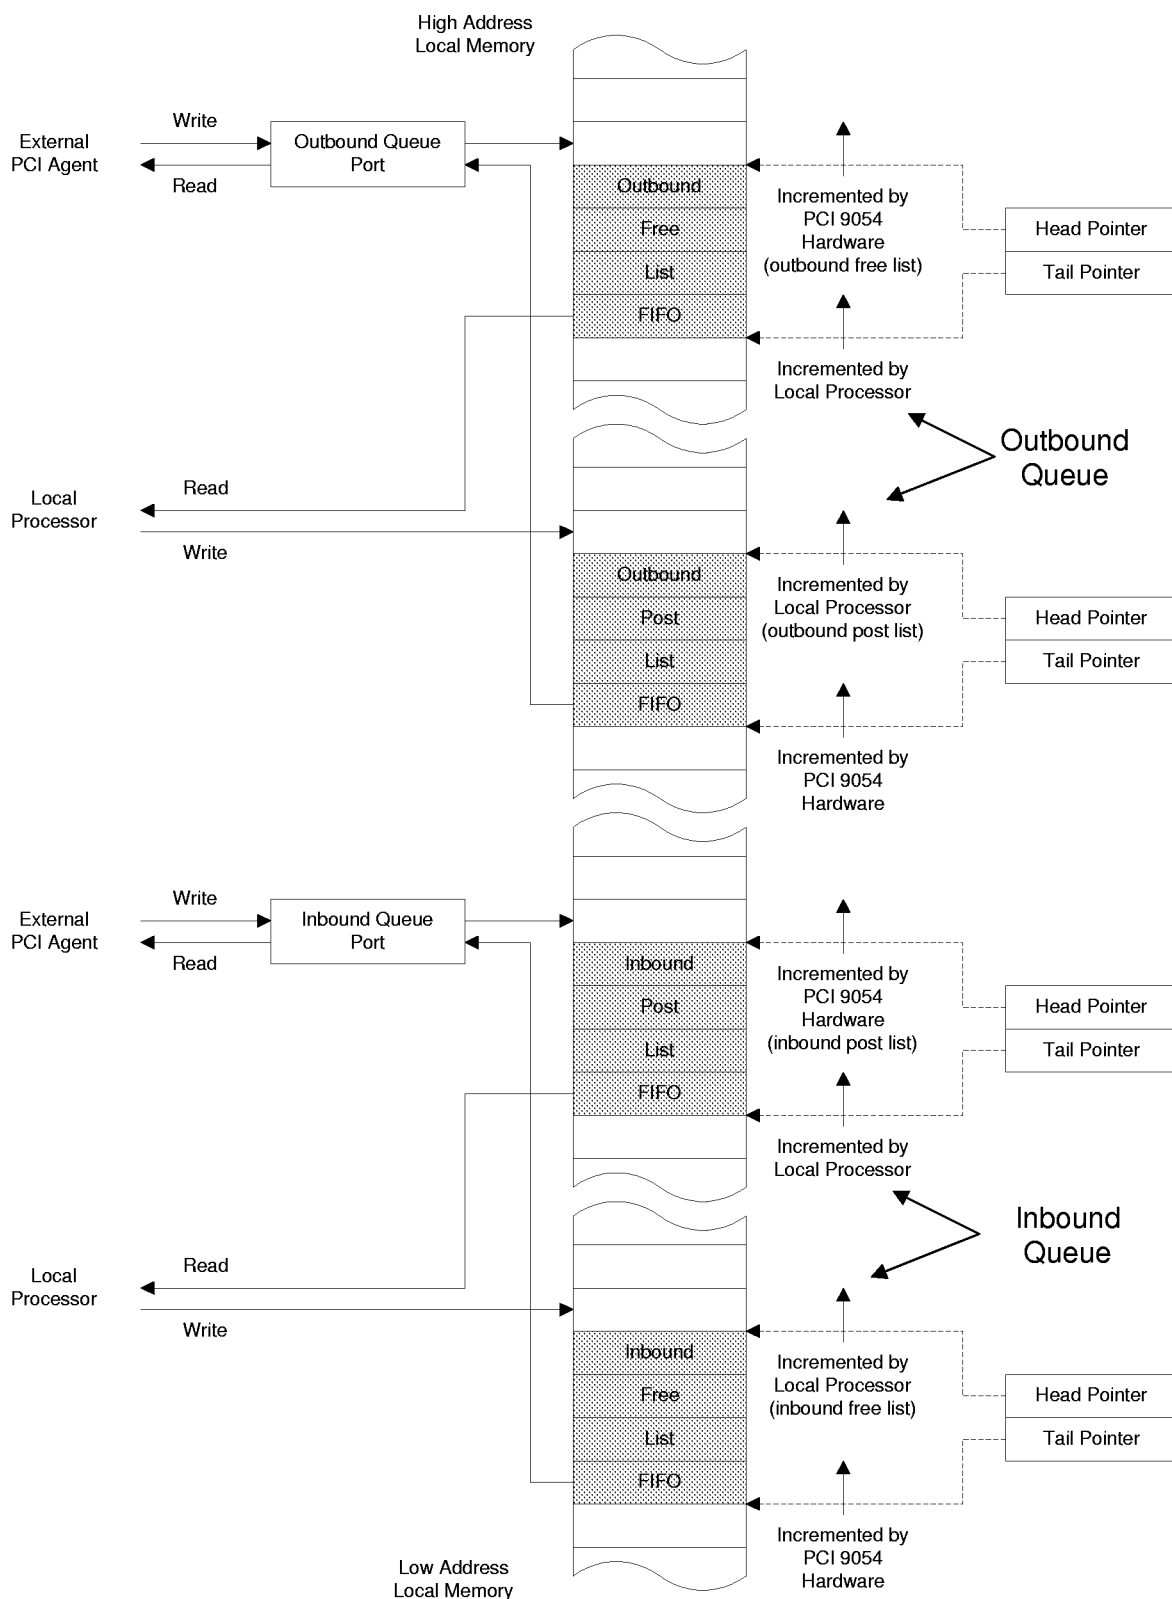 High Address
Local Memory
External
PCI Agent
Write
Read
Outbound Queue
Port
Outbound
Free
List
FIFO
Incremented by
PCI 9054
Hardware
(outbound free list)
Head Pointer
Tail Pointer
Incremented by
Local Processor
Outbound
Queue
Local
Processor
Read
Write
Outbound
Post
List
FIFO
Incremented by
Local Processor
(outbound post list)
Head Pointer
Tail Pointer
Incremented by
PCI 9054
Hardware
External
PCI Agent
Write
Read
Inbound Queue
Port
Inbound
Post
List
FIFO
Incremented by
PCI 9054
Hardware
(inbound post list)
Head Pointer
Tail Pointer
Incremented by
Local Processor
Inbound
Queue
Local
Processor
Read
Write
Inbound
Free
List
FIFO
Incremented by
Local Processor
(inbound free list)
Head Pointer
Tail Pointer
Incremented by
PCI 9054
Hardware
Low Address
Local Memory